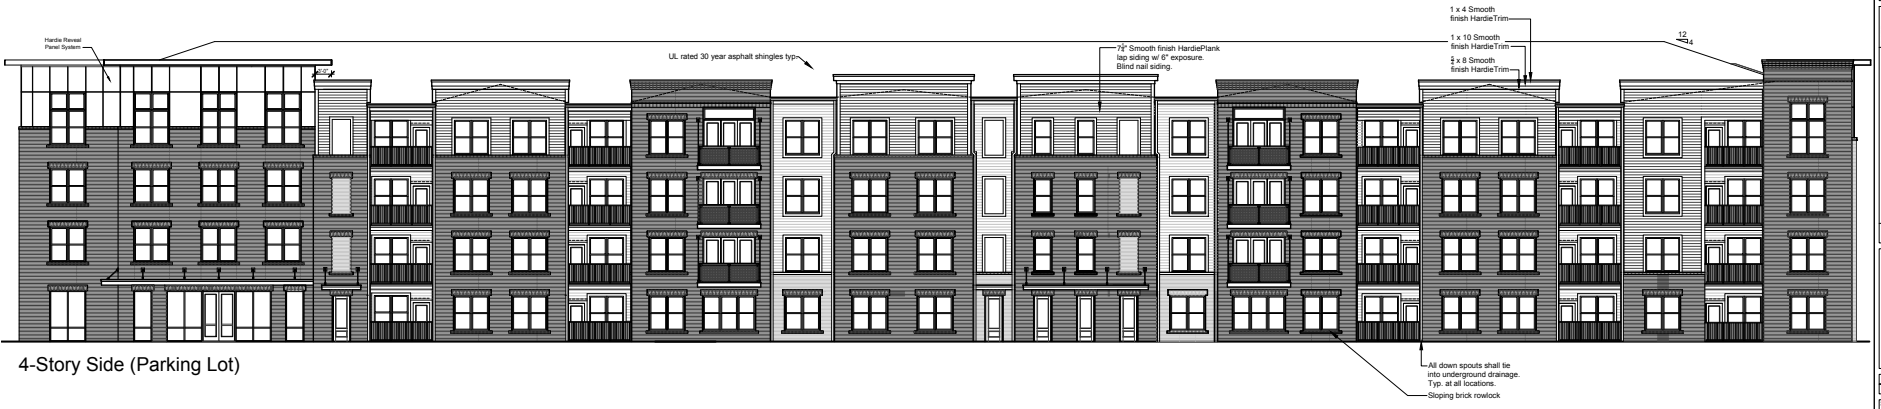 Hardie Reveal
Panel System
2'-0"
UL rated 30 year asphalt shingles typ.
7¼" Smooth finish HardiePlank
lap siding w/ 6" exposure.
Blind nail siding.
1 x 4 Smooth
finish HardieTrim
1 x 10 Smooth
finish HardieTrim
x 8 Smooth
finish HardieTrim
12
4
4-Story Side (Parking Lot)
All down spouts shall tie
into underground drainage.
Typ. at all locations.
Sloping brick rowlock